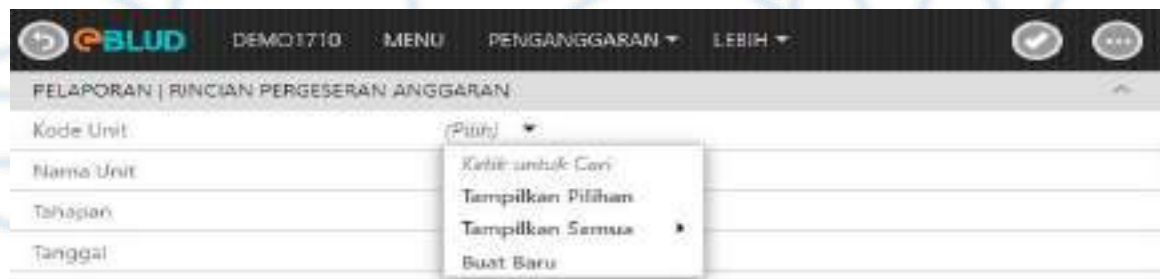 eBLUD DEMO1710 MENU PENGANGGARAN LEBIH
PELAPORAN | RINCIAN PERGESERAN ANGGARAN
Kode Unit (Pilih)
Nama Unit
Ketik untuk Cari
Tampilkan Pilihan
Tahapan
Tampilkan Semua
Tanggal
Buat Baru